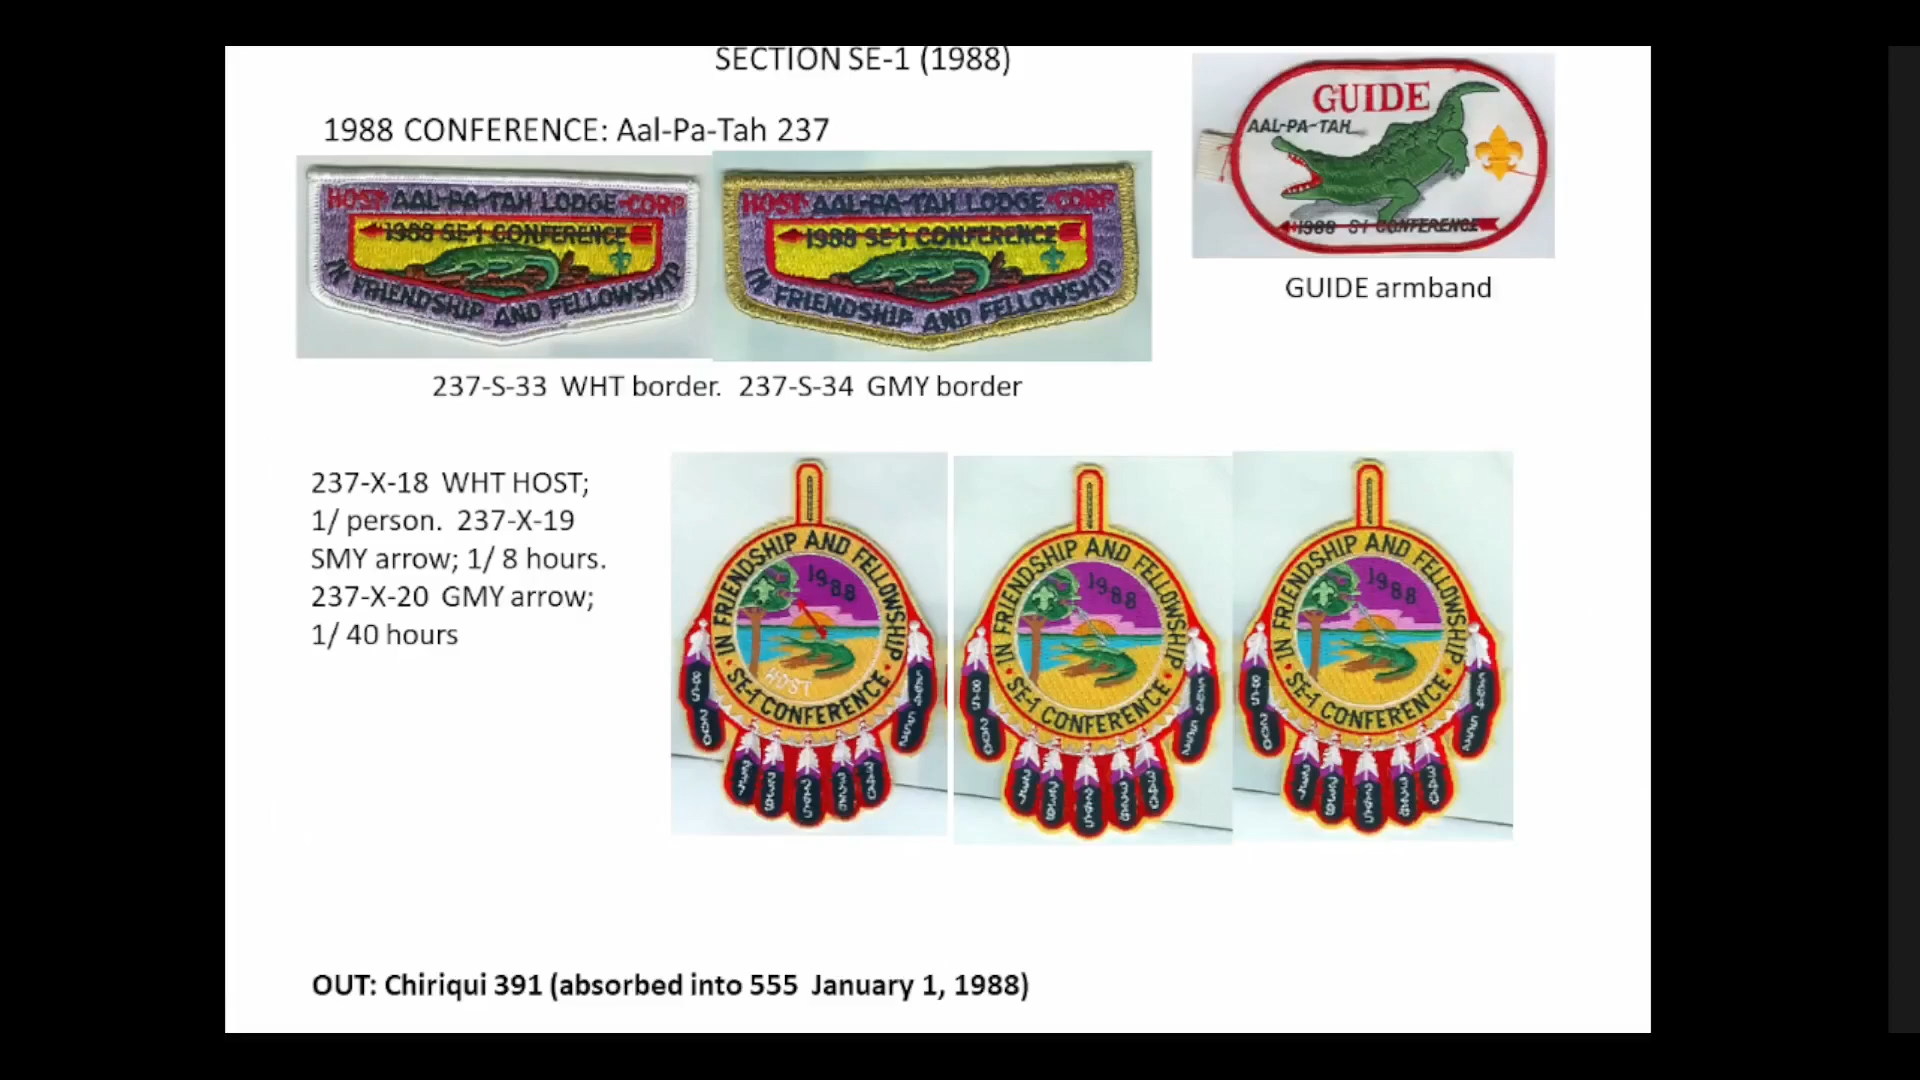 SECTION SE-1 (1988)
1988 CONFERENCE: Aal-Pa-Tah 237
HOST AAL-PA-TAH LODGE CORP
1988 SE-1 CONFERENCE
IN FRIENDSHIP AND FELLOWSHIP
HOST AAL-PA-TAH LODGE CORP
1988 SE-1 CONFERENCE
IN FRIENDSHIP AND FELLOWSHIP
GUIDE
AAL-PA-TAH
1988 S1 CONFERENCE
GUIDE armband
237-S-33 WHT border. 237-S-34 GMY border
237-X-18 WHT HOST;
1/ person. 237-X-19
SMY arrow; 1/ 8 hours.
237-X-20 GMY arrow;
1/ 40 hours
IN FRIENDSHIP AND FELLOWSHIP
1988
HOST
SE-1 CONFERENCE
IN FRIENDSHIP AND FELLOWSHIP
1988
SE-1 CONFERENCE
IN FRIENDSHIP AND FELLOWSHIP
1988
SE-1 CONFERENCE
OUT: Chiriqui 391 (absorbed into 555 January 1, 1988)